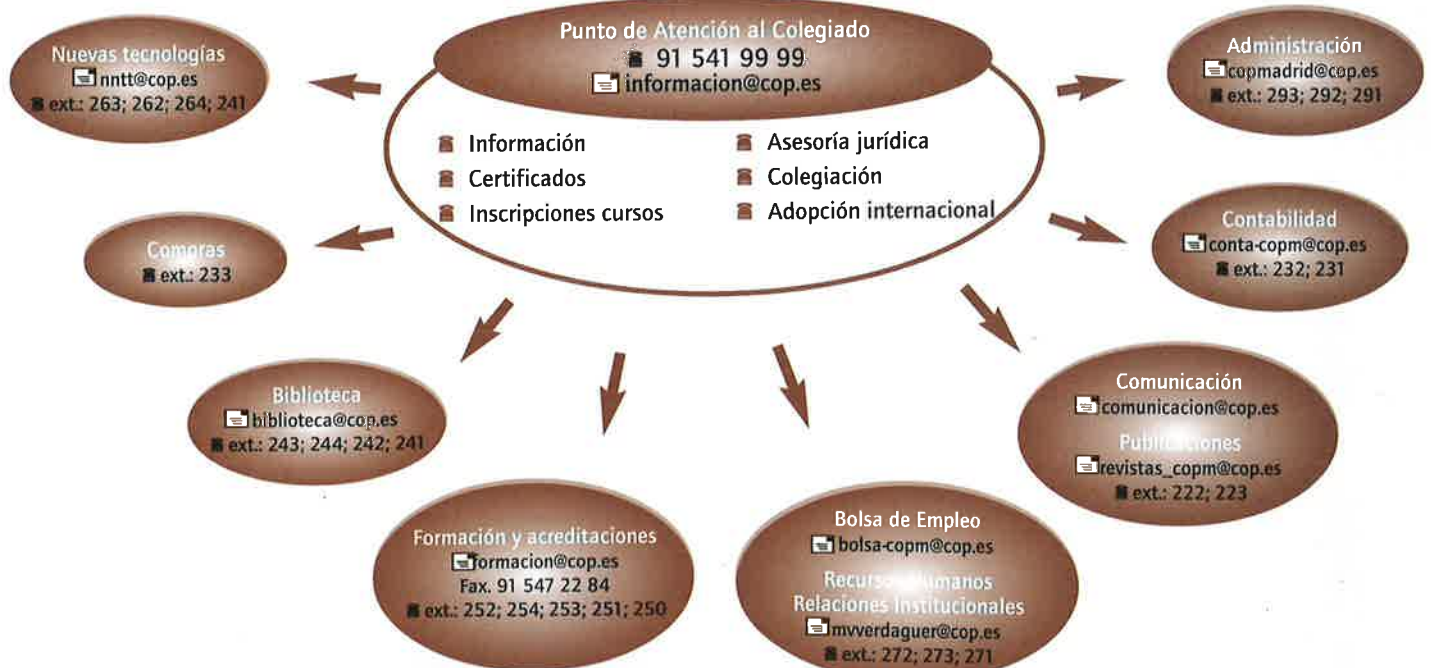 Punto de Atención al Colegiado
91 541 99 99
informacion@cop.es
Información
Certificados
Inscripciones cursos
Asesoría jurídica
Colegiación
Adopción internacional
Nuevas tecnologías
nntt@cop.es
ext.: 263; 262; 264; 241
Compras
ext.: 233
Biblioteca
biblioteca@cop.es
ext.: 243; 244; 242; 241
Formación y acreditaciones
formacion@cop.es
Fax. 91 547 22 84
ext.: 252; 254; 253; 251; 250
Bolsa de Empleo
bolsa-copm@cop.es
Recursos Humanos
Relaciones Institucionales
mvverdaguer@cop.es
ext.: 272; 273; 271
Comunicación
comunicacion@cop.es
Publicaciones
revistas_copm@cop.es
ext.: 222; 223
Contabilidad
conta-copm@cop.es
ext.: 232; 231
Administración
copmadrid@cop.es
ext.: 293; 292; 291